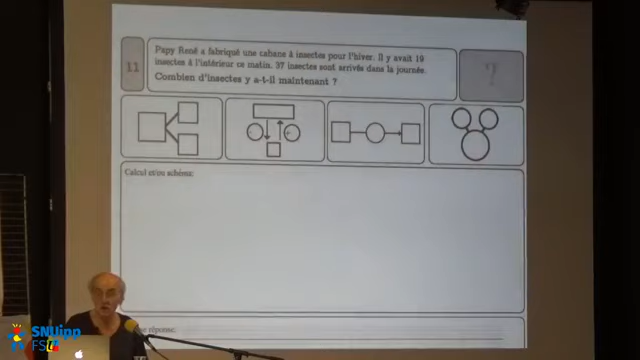 11
Papy René a fabriqué une cabane à insectes pour l'hiver. Il y avait 19
insectes à l'intérieur ce matin. 37 insectes sont arrivés dans la journée.
Combien d'insectes y a-t-il maintenant ?
?
Calcul et/ou schéma:
réponse:
SNUipp
FSU